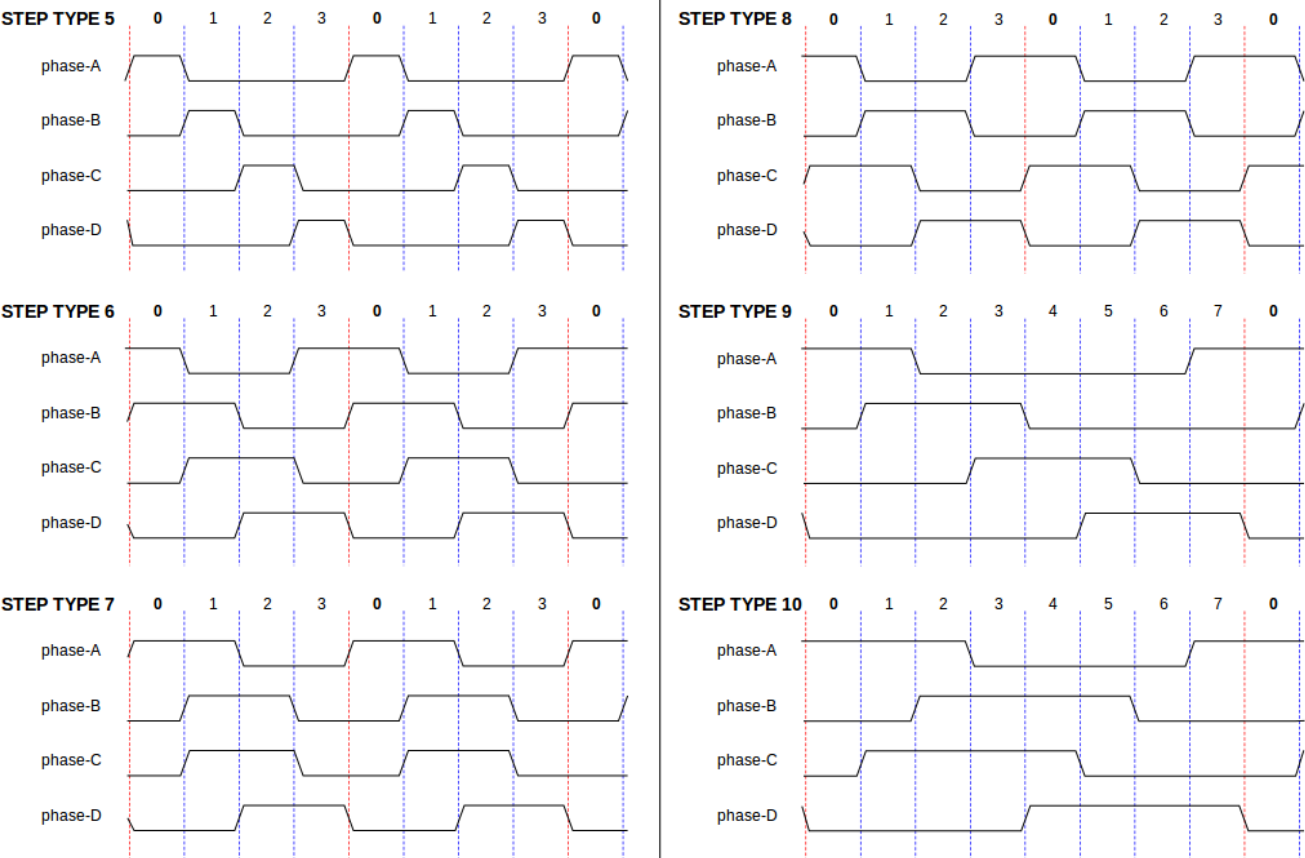 STEP TYPE 5 0 1 2 3 0 1 2 3 0
phase-A
phase-B
phase-C
phase-D
STEP TYPE 6 0 1 2 3 0 1 2 3 0
phase-A
phase-B
phase-C
phase-D
STEP TYPE 7 0 1 2 3 0 1 2 3 0
phase-A
phase-B
phase-C
phase-D
STEP TYPE 8 0 1 2 3 0 1 2 3 0
phase-A
phase-B
phase-C
phase-D
STEP TYPE 9 0 1 2 3 4 5 6 7 0
phase-A
phase-B
phase-C
phase-D
STEP TYPE 10 0 1 2 3 4 5 6 7 0
phase-A
phase-B
phase-C
phase-D